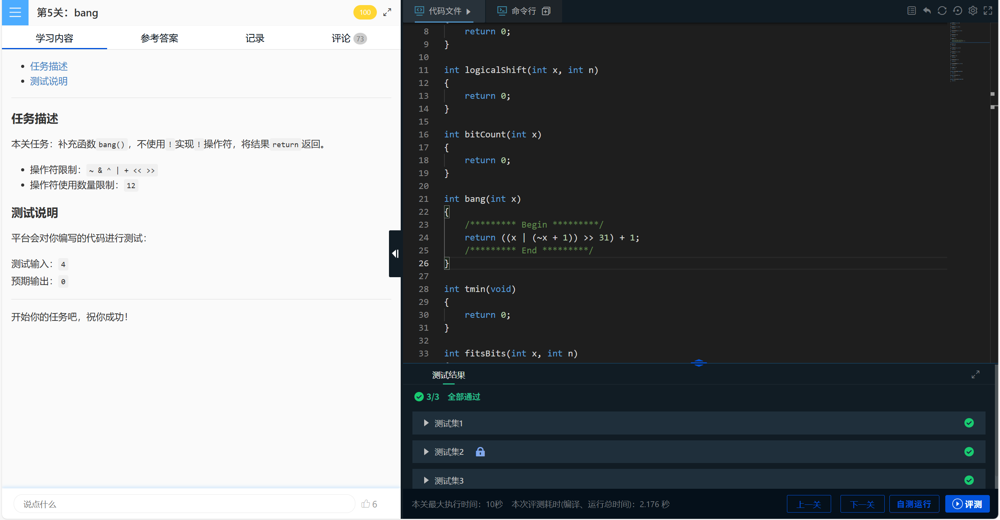 第5关：bang
100
学习内容
参考答案
记录
评论 73
任务描述
测试说明
任务描述
本关任务：补充函数bang()，不使用!实现!操作符，将结果return返回。
操作符限制：~ & ^ | + << >>
操作符使用数量限制：12
测试说明
平台会对你编写的代码进行测试：
测试输入：4
预期输出：0
开始你的任务吧，祝你成功！
说点什么
6
代码文件
命令行
8 return 0;
9 }
10
11 int logicalShift(int x, int n)
12 {
13 return 0;
14 }
15
16 int bitCount(int x)
17 {
18 return 0;
19 }
20
21 int bang(int x)
22 {
23 /********* Begin *********/
24 return ((x | (~x + 1)) >> 31) + 1;
25 /********* End *********/
26 }
27
28 int tmin(void)
29 {
30 return 0;
31 }
32
33 int fitsBits(int x, int n)
测试结果
3/3 全部通过
测试集1
测试集2
测试集3
本关最大执行时间：10秒 本次评测耗时(编译、运行总时间)：2.176 秒
上一关
下一关
自测运行
评测